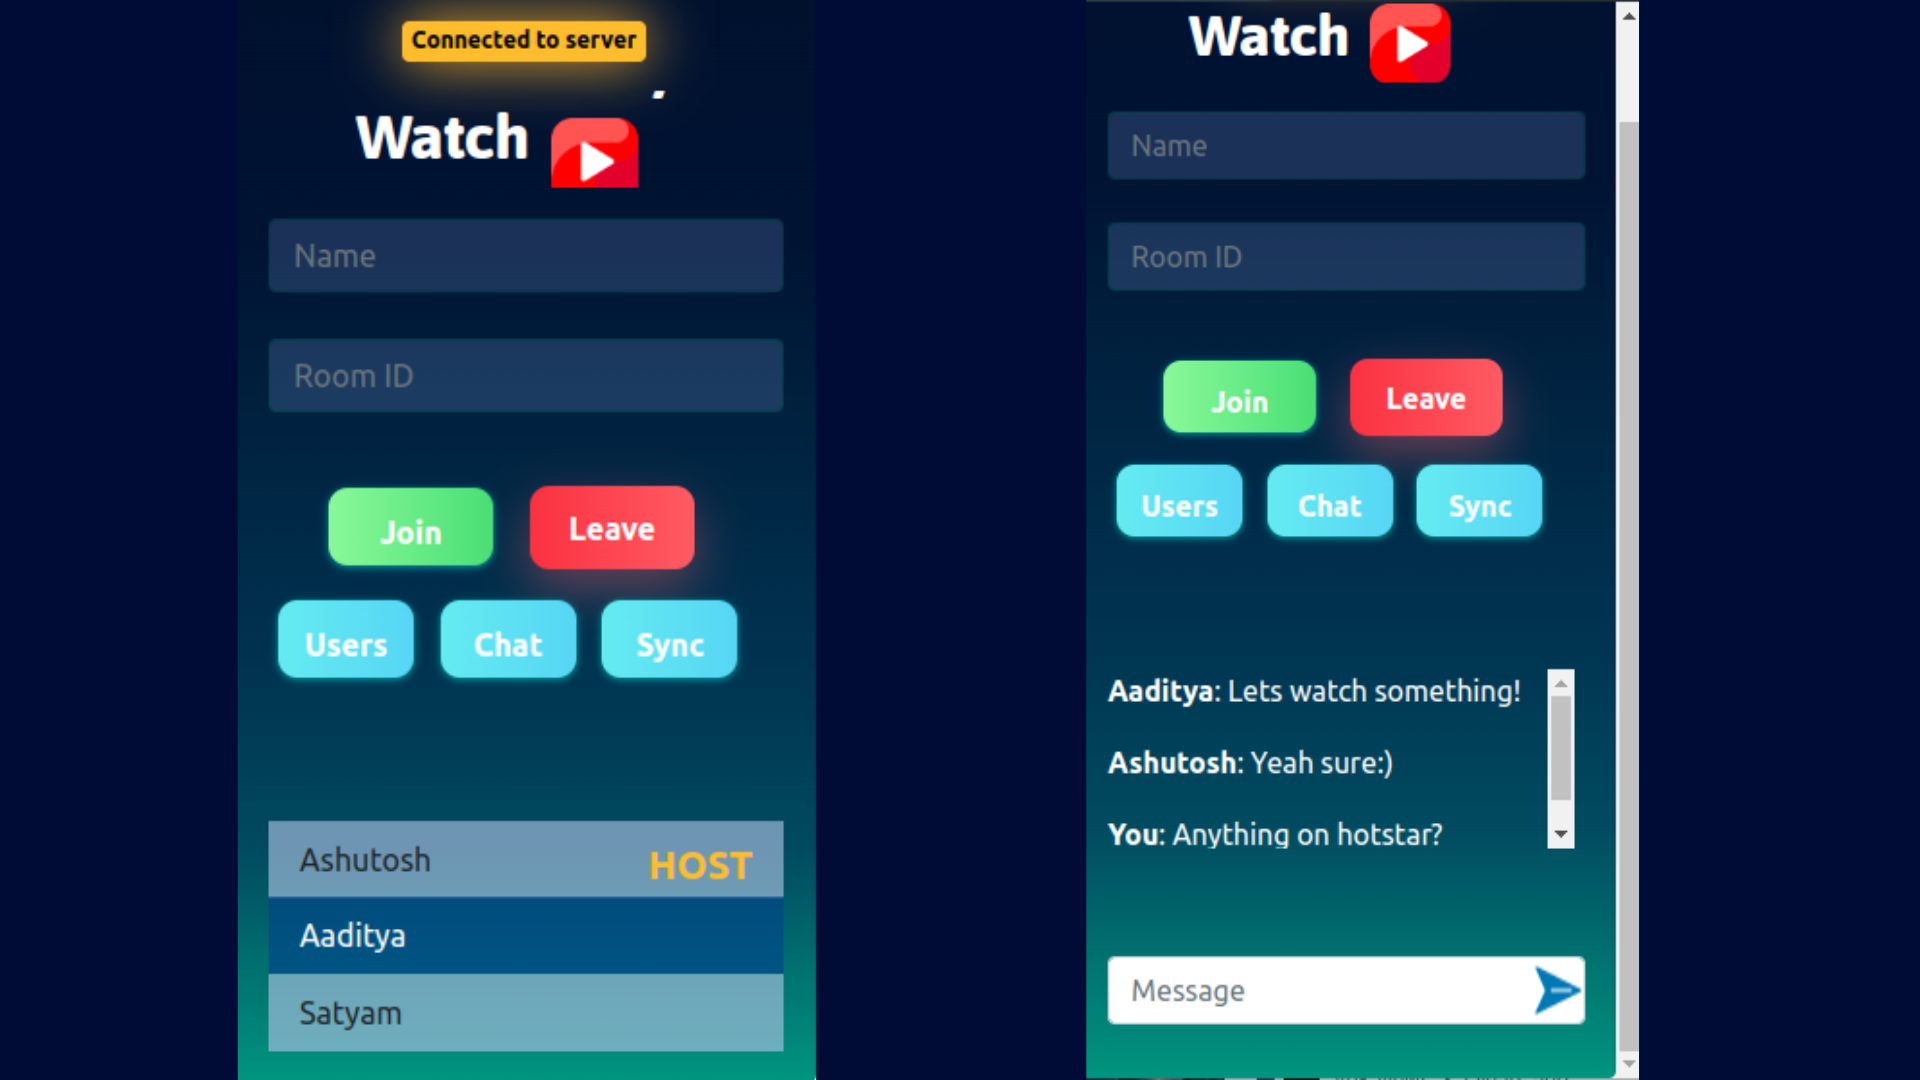 Connected to server
Watch
Name
Room ID
Join
Leave
Users
Chat
Sync
Ashutosh
HOST
Aaditya
Satyam
Watch
Name
Room ID
Join
Leave
Users
Chat
Sync
Aaditya: Lets watch something!
Ashutosh: Yeah sure:)
You: Anything on hotstar?
Message